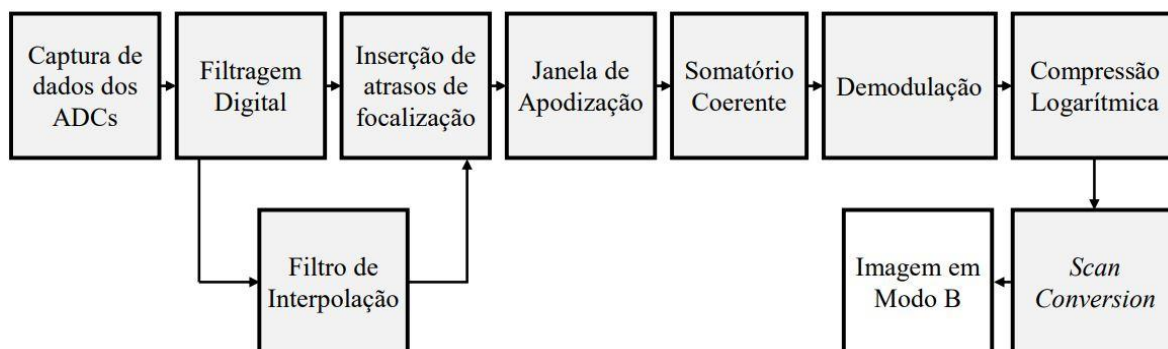 Captura de
dados dos
ADCs
Filtragem
Digital
Inserção de
atrasos de
focalização
Janela de
Apodização
Somatório
Coerente
Demodulação
Compressão
Logarítmica
Filtro de
Interpolação
Imagem em
Modo B
Scan
Conversion